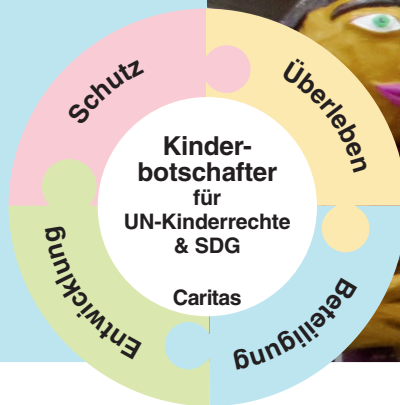 Schutz
Überleben
Kinder-
botschafter
für
UN-Kinderrechte
& SDG
Caritas
Entwicklung
Beteiligung